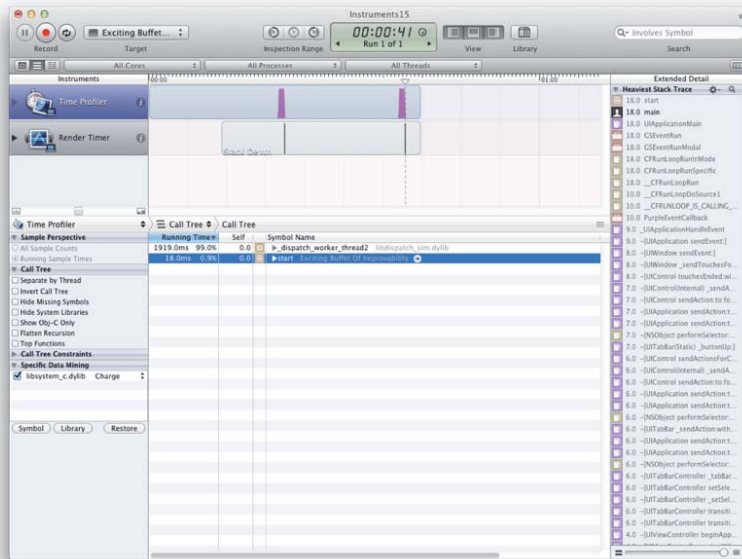 Instruments15
Exciting Buffet...
00:00:41
Run 1 of 1
Q- Involves Symbol
Record
Target
Inspection Range
View
Library
Search
All Cores
All Processes
All Threads
Instruments
00:00
01:00
Extended Detail
Time Profiler
Render Timer
Stack Depth
Heaviest Stack Trace
18.0 start
18.0 main
18.0 UIApplicationMain
18.0 GSEventRun
18.0 GSEventRunModal
18.0 CFRunLoopRunInMode
18.0 CFRunLoopRunSpecific
18.0 __CFRunLoopRun
10.0 __CFRunLoopDoSource1
10.0 __CFRUNLOOP_IS_CALLING_...
10.0 PurpleEventCallback
9.0 _UIApplicationHandleEvent
9.0 -[UIApplication sendEvent:]
8.0 -[UIWindow sendEvent:]
8.0 -[UIWindow _sendTouchesFo...
8.0 -[UIControl touchesEnded:wi...
7.0 -[UIControl(Internal) _sendA...
7.0 -[UIControl sendAction:to:fo...
7.0 -[UIApplication sendAction:t...
7.0 -[UIApplication sendAction:t...
7.0 -[NSObject performSelector:...
7.0 -[UITabBar(Static) _buttonUp:]
6.0 -[UIControl sendActionsForC...
6.0 -[UIControl(Internal) _sendA...
6.0 -[UIControl sendAction:to:fo...
6.0 -[UIApplication sendAction:t...
6.0 -[UIApplication sendAction:t...
6.0 -[NSObject performSelector:...
6.0 -[UITabBar _sendAction:with...
6.0 -[UIApplication sendAction:t...
6.0 -[UIApplication sendAction:t...
6.0 -[NSObject performSelector:...
6.0 -[UITabBarController _tabBar...
6.0 -[UITabBarController setSele...
6.0 -[UITabBarController _setSel...
6.0 -[UITabBarController transiti...
6.0 -[UITabBarController transiti...
4.0 -[UIViewController beginApp...
Time Profiler
Call Tree
Call Tree
Sample Perspective
All Sample Counts
Running Sample Times
Call Tree
Separate by Thread
Invert Call Tree
Hide Missing Symbols
Hide System Libraries
Show Obj-C Only
Flatten Recursion
Top Functions
Call Tree Constraints
Specific Data Mining
libsystem_c.dylib Charge
Symbol
Library
Restore
Running Time
Self
Symbol Name
1919.0ms 99.0% 0.0 _dispatch_worker_thread2 libdispatch_sim.dylib
18.0ms 0.9% 0.0 start Exciting Buffet Of Improvability